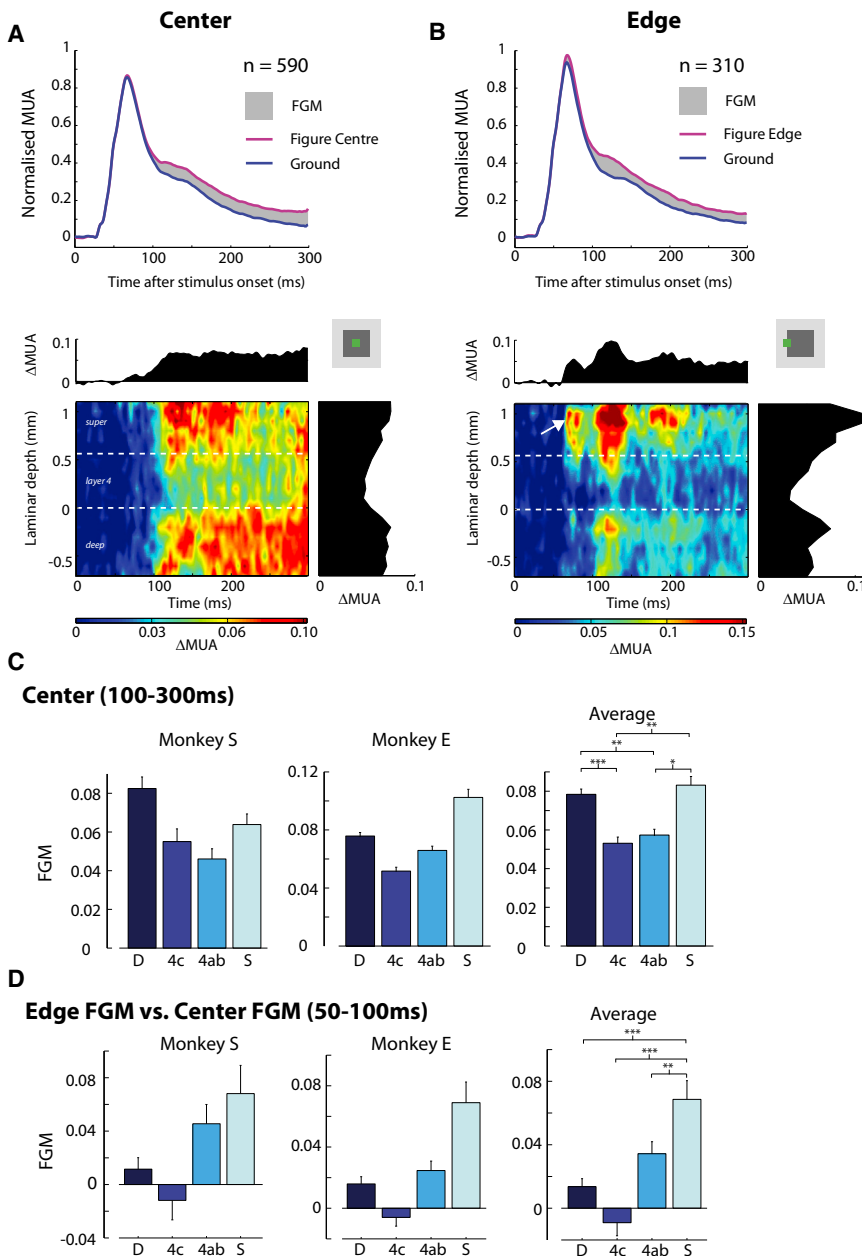 A
Center
1
0.8
0.6
0.4
0.2
0
Normalised MUA
n = 590
FGM
Figure Centre
Ground
0 100 200 300
Time after stimulus onset (ms)
0.1
0
ΔMUA
1
0.5
0
-0.5
Laminar depth (mm)
super
layer 4
deep
100 200
Time (ms)
0.1
ΔMUA
0 0.03 0.06 0.10
ΔMUA
B
Edge
1
0.8
0.6
0.4
0.2
0
Normalised MUA
n = 310
FGM
Figure Edge
Ground
0 100 200 300
Time after stimulus onset (ms)
0.1
0
ΔMUA
1
0.5
0
-0.5
Laminar depth (mm)
100 200
Time (ms)
0.1
ΔMUA
0 0.05 0.1 0.15
ΔMUA
C
Center (100-300ms)
Monkey S
0.08
0.06
0.04
0.02
0
FGM
D 4c 4ab S
Monkey E
0.12
0.08
0.04
0
D 4c 4ab S
Average
**
**
*** *
0.08
0.06
0.04
0.02
0
D 4c 4ab S
D
Edge FGM vs. Center FGM (50-100ms)
Monkey S
0.08
0.04
0
-0.04
FGM
D 4c 4ab S
Monkey E
0.08
0.04
0
D 4c 4ab S
Average
***
***
**
0.08
0.04
0
D 4c 4ab S